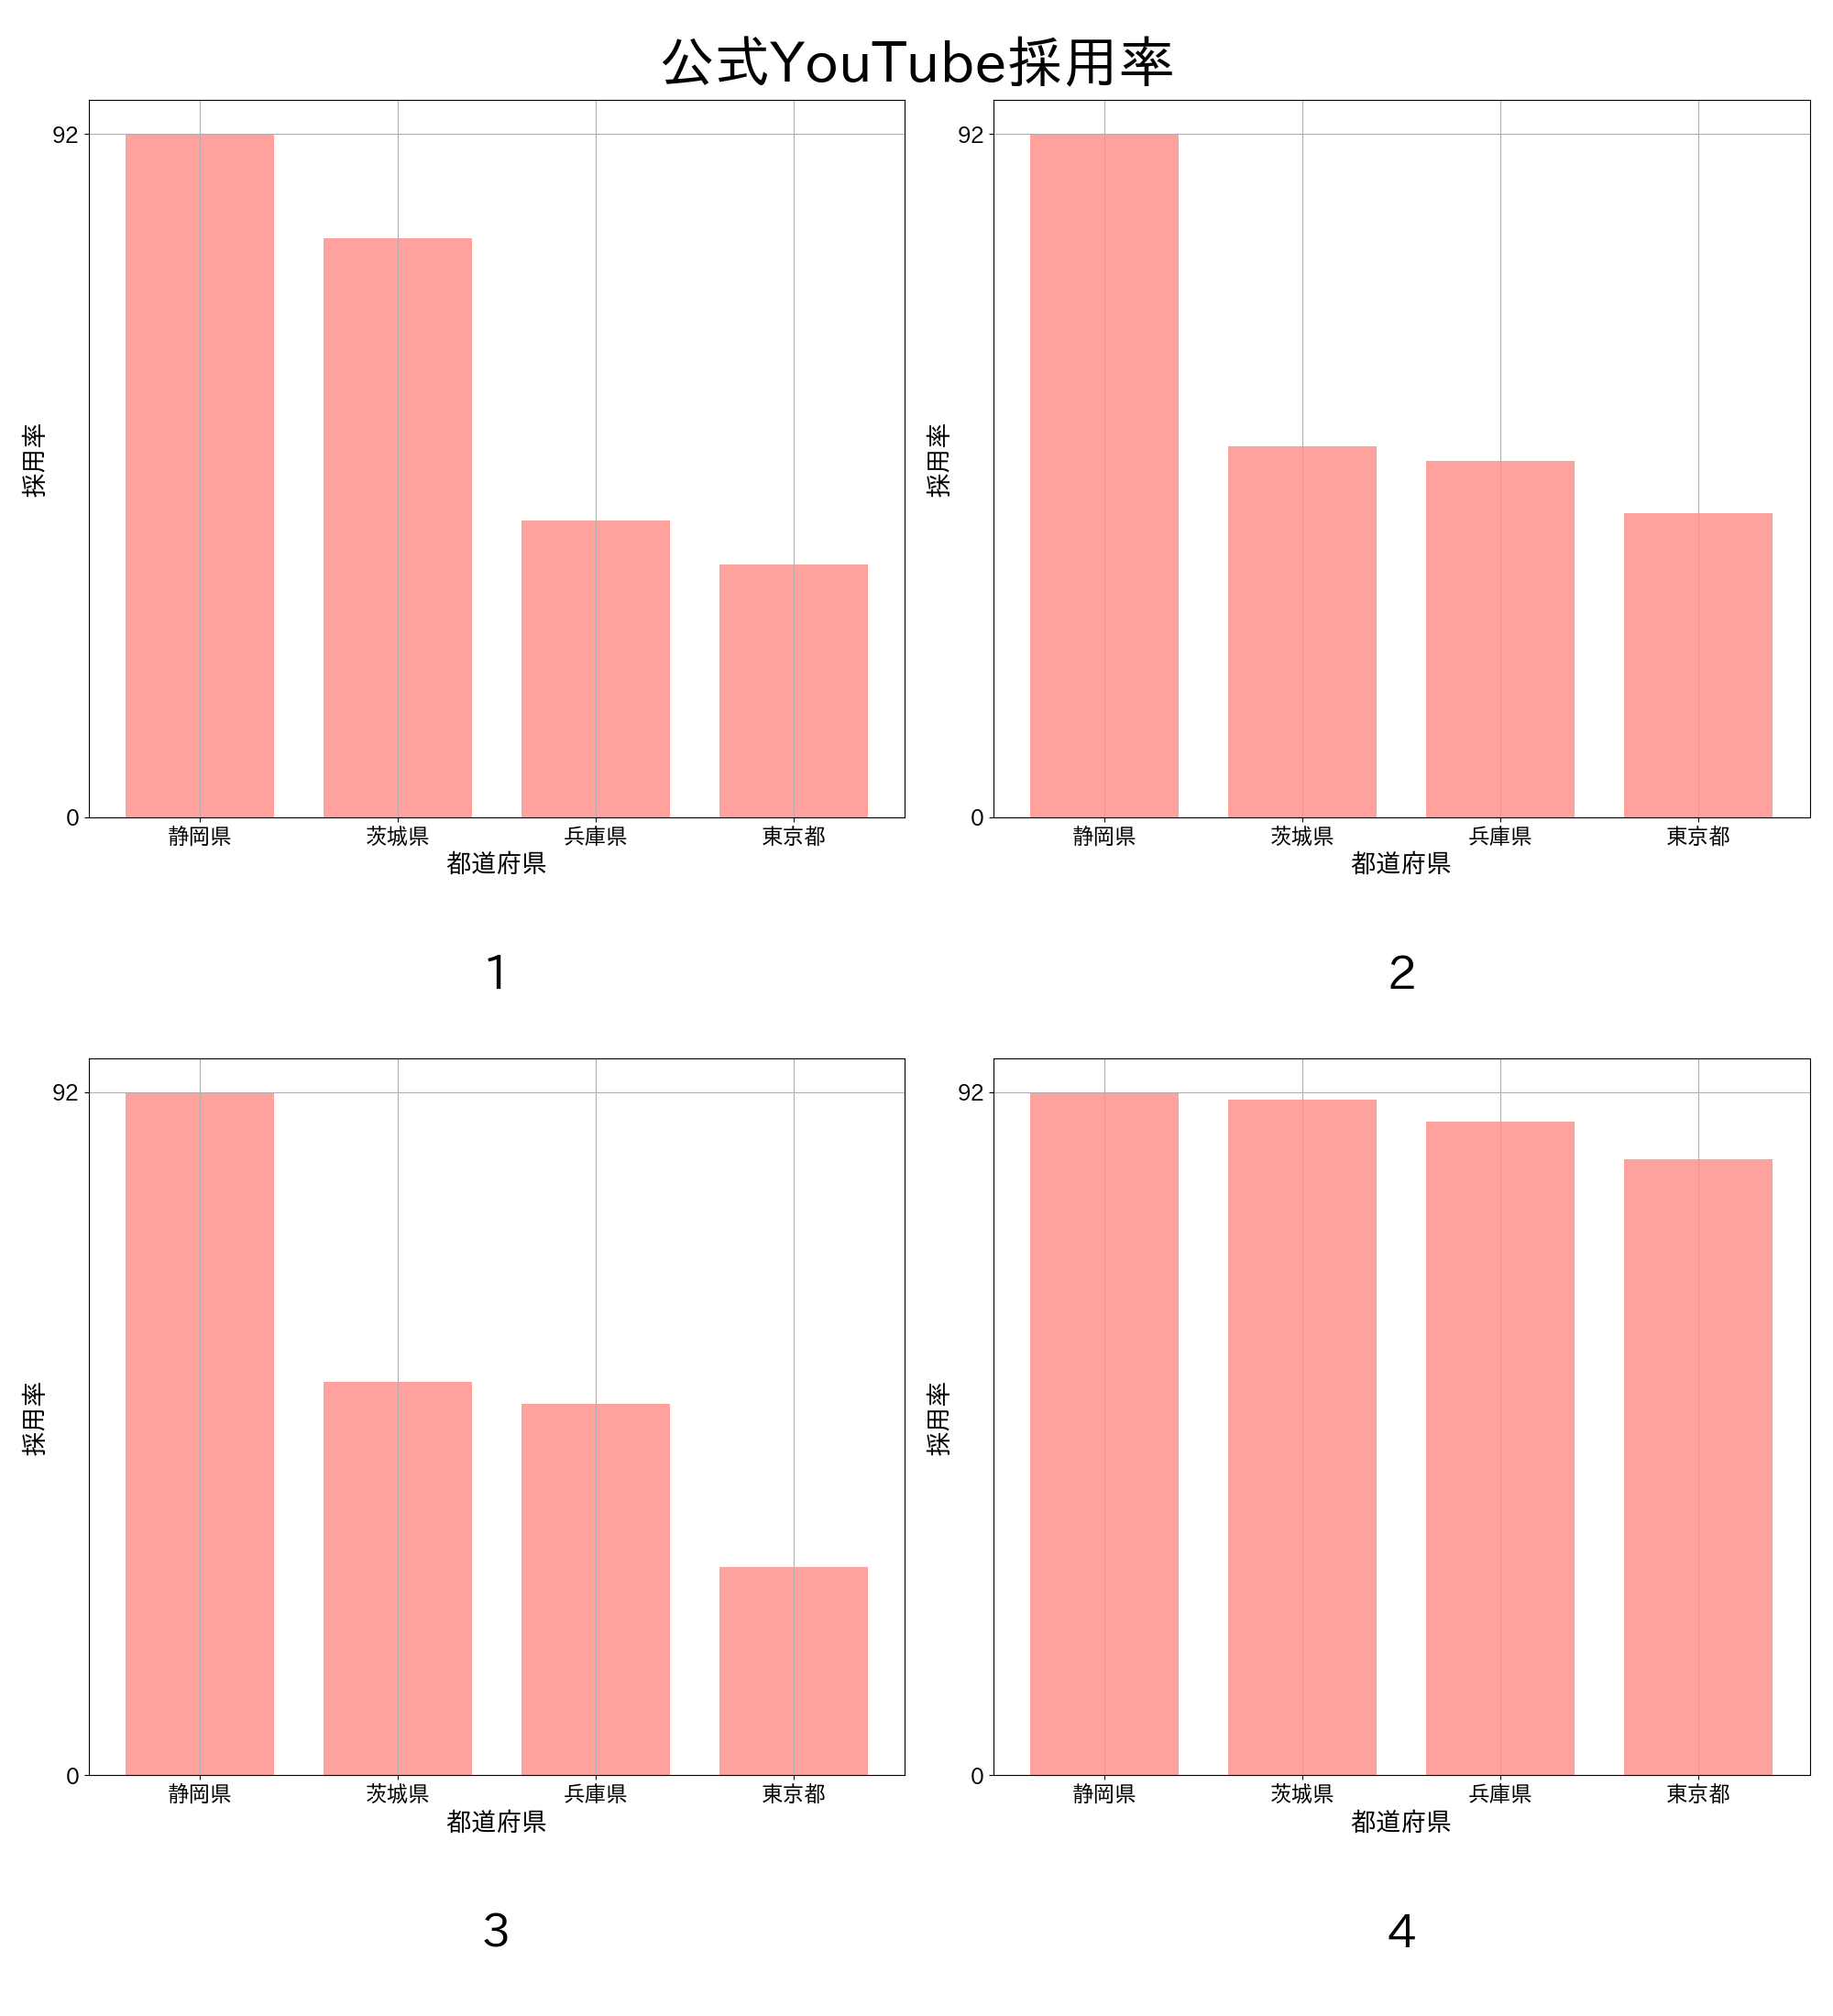 公式YouTube採用率
92
0
採用率
静岡県 茨城県 兵庫県 東京都
都道府県
1
92
0
採用率
静岡県 茨城県 兵庫県 東京都
都道府県
2
92
0
採用率
静岡県 茨城県 兵庫県 東京都
都道府県
3
92
0
採用率
静岡県 茨城県 兵庫県 東京都
都道府県
4